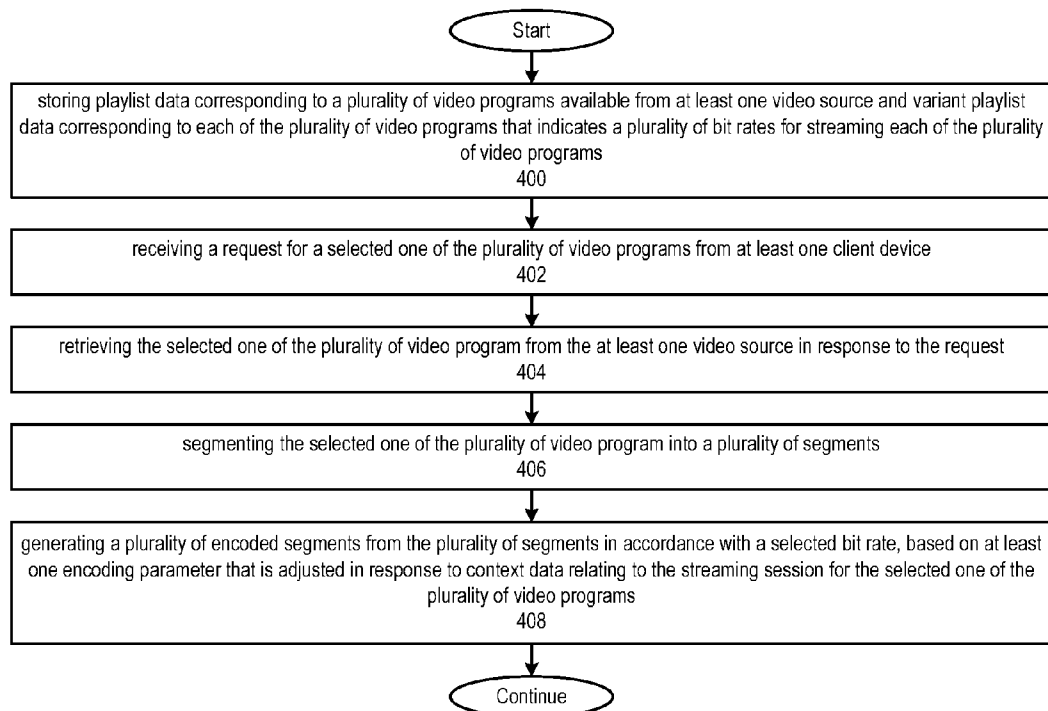 Start
storing playlist data corresponding to a plurality of video programs available from at least one video source and variant playlist
data corresponding to each of the plurality of video programs that indicates a plurality of bit rates for streaming each of the plurality
of video programs
400
receiving a request for a selected one of the plurality of video programs from at least one client device
402
retrieving the selected one of the plurality of video program from the at least one video source in response to the request
404
segmenting the selected one of the plurality of video program into a plurality of segments
406
generating a plurality of encoded segments from the plurality of segments in accordance with a selected bit rate, based on at least
one encoding parameter that is adjusted in response to context data relating to the streaming session for the selected one of the
plurality of video programs
408
Continue